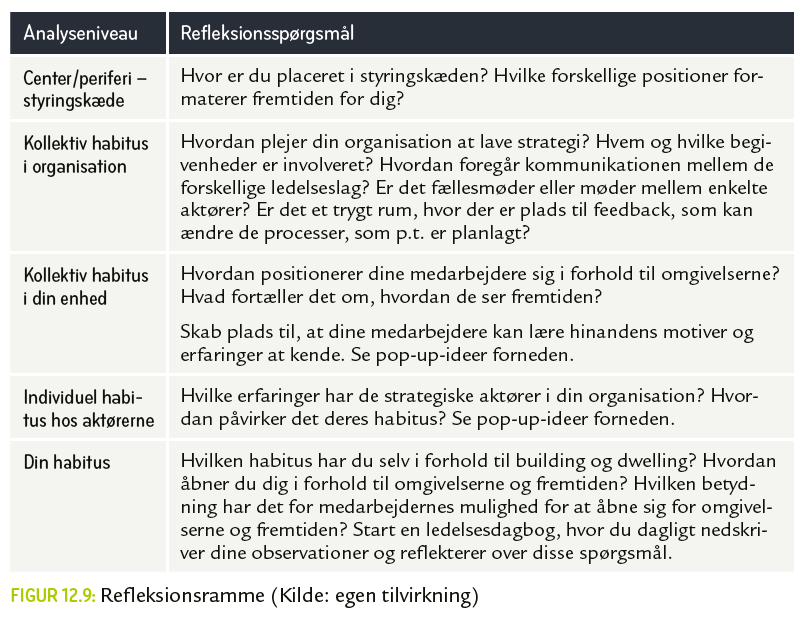 Analyseniveau
Refleksionsspørgsmål
Center/periferi –
styringskæde
Hvor er du placeret i styringskæden? Hvilke forskellige positioner for-
materer fremtiden for dig?
Kollektiv habitus
i organisation
Hvordan plejer din organisation at lave strategi? Hvem og hvilke begi-
venheder er involveret? Hvordan foregår kommunikationen mellem de
forskellige ledelseslag? Er det fællesmøder eller møder mellem enkelte
aktører? Er det et trygt rum, hvor der er plads til feedback, som kan
ændre de processer, som p.t. er planlagt?
Kollektiv habitus
i din enhed
Hvordan positionerer dine medarbejdere sig i forhold til omgivelserne?
Hvad fortæller det om, hvordan de ser fremtiden?
Skab plads til, at dine medarbejdere kan lære hinandens motiver og
erfaringer at kende. Se pop-up-ideer forneden.
Individuel habi-
tus hos aktørerne
Hvilke erfaringer har de strategiske aktører i din organisation? Hvor-
dan påvirker det deres habitus? Se pop-up-ideer forneden.
Din habitus
Hvilken habitus har du selv i forhold til building og dwelling? Hvordan
åbner du dig i forhold til omgivelserne og fremtiden? Hvilken betyd-
ning har det for medarbejdernes mulighed for at åbne sig for omgivel-
serne og fremtiden? Start en ledelsesdagbog, hvor du dagligt nedskri-
ver dine observationer og reflekterer over disse spørgsmål.
FIGUR 12.9: Refleksionsramme (Kilde: egen tilvirkning)